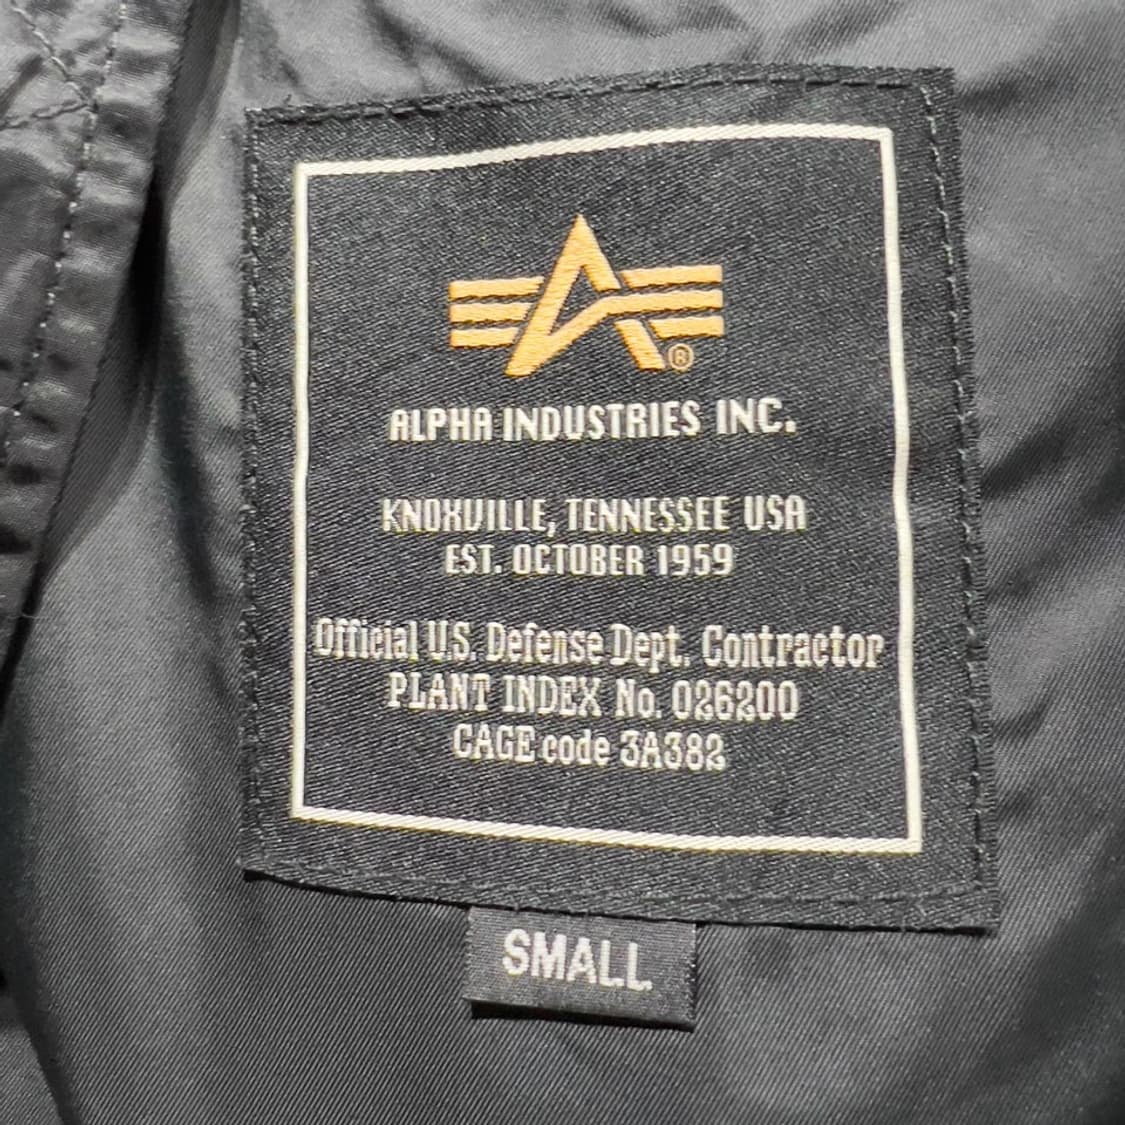 ®
ALPHA INDUSTRIES INC.
KNOXVILLE, TENNESSEE USA
EST. OCTOBER 1959
Official U.S. Defense Dept. Contractor
PLANT INDEX No. 026200
CAGE code 3A382
SMALL